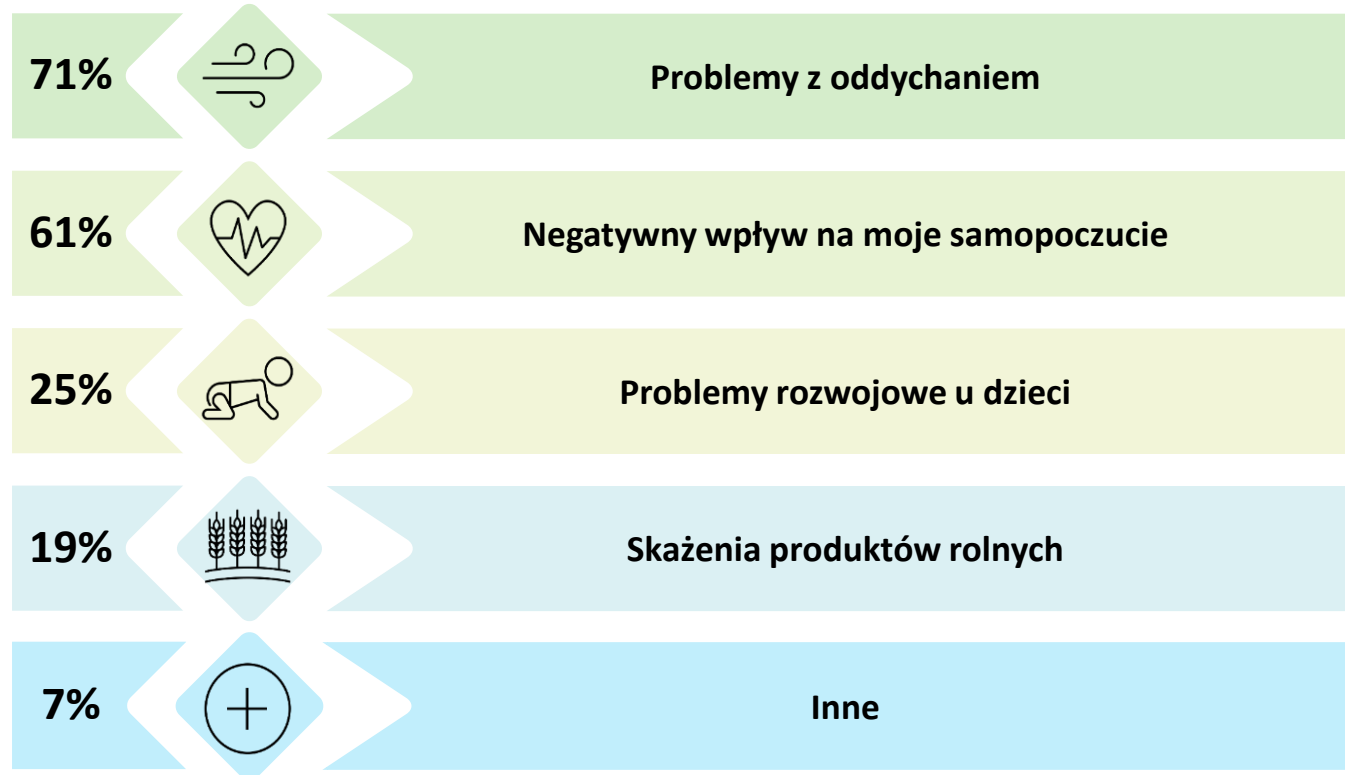 71%
Problemy z oddychaniem
61%
Negatywny wpływ na moje samopoczucie
25%
Problemy rozwojowe u dzieci
19%
Skażenia produktów rolnych
7%
Inne